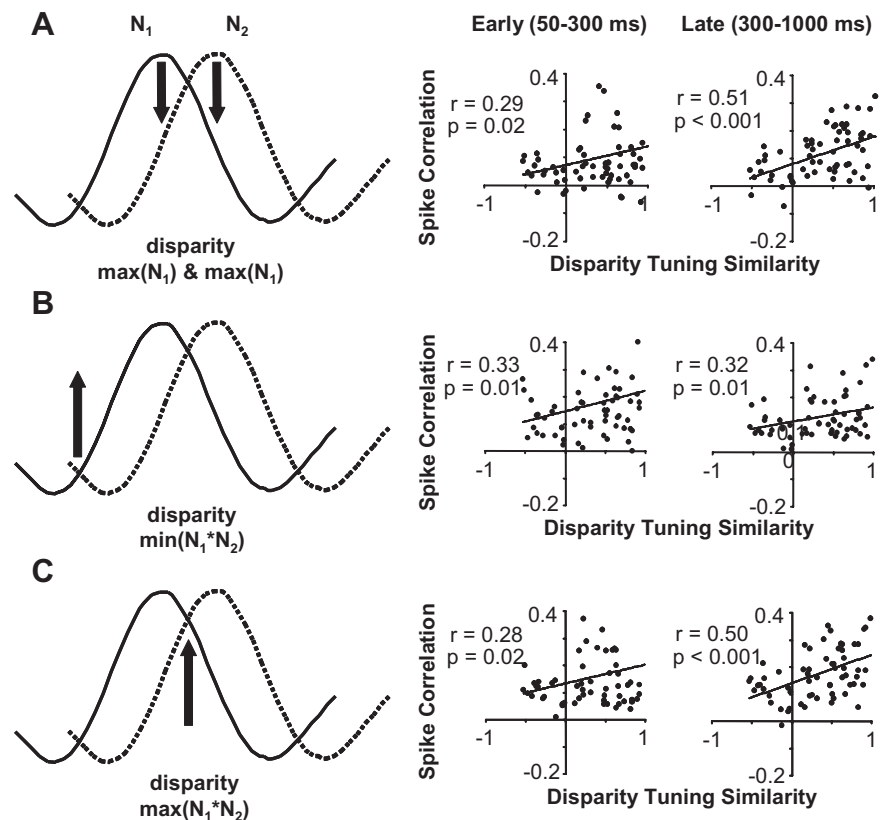 A
N₁ N₂
Early (50-300 ms) Late (300-1000 ms)
0.4 0.4
r = 0.29
p = 0.02
r = 0.51
p < 0.001
Spike Correlation
-1 1 -1 1
-0.2 -0.2
disparity
max(N₁) & max(N₁)
Disparity Tuning Similarity
B
0.4 0.4
r = 0.33
p = 0.01
r = 0.32
p = 0.01
Spike Correlation
0.1
0
-1 1 -1 1
-0.2 -0.2
disparity
min(N₁*N₂)
Disparity Tuning Similarity
C
0.4 0.4
r = 0.28
p = 0.02
r = 0.50
p < 0.001
Spike Correlation
-1 1 -1 1
-0.2 -0.2
disparity
max(N₁*N₂)
Disparity Tuning Similarity